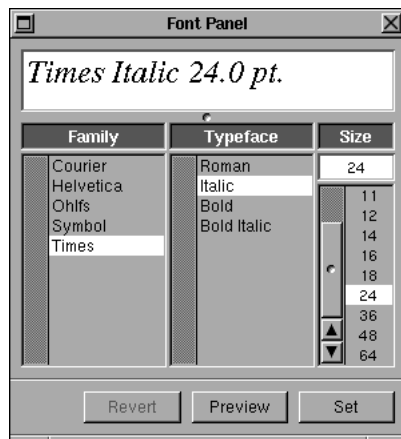 Font Panel
Times Italic 24.0 pt.
Family
Typeface
Size
Courier
Helvetica
Ohlfs
Symbol
Times
Roman
Italic
Bold
Bold Italic
24
11
12
14
16
18
24
36
48
64
Revert
Preview
Set